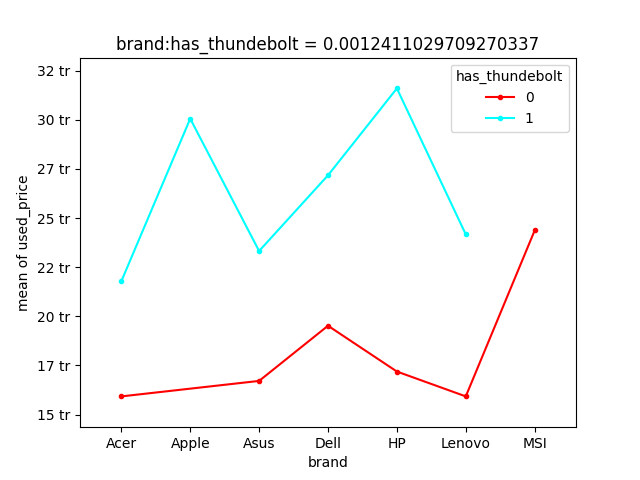 brand:has_thundebolt = 0.0012411029709270337
32 tr
30 tr
27 tr
25 tr
22 tr
20 tr
17 tr
15 tr
mean of used_price
has_thundebolt
0
1
Acer Apple Asus Dell HP Lenovo MSI
brand